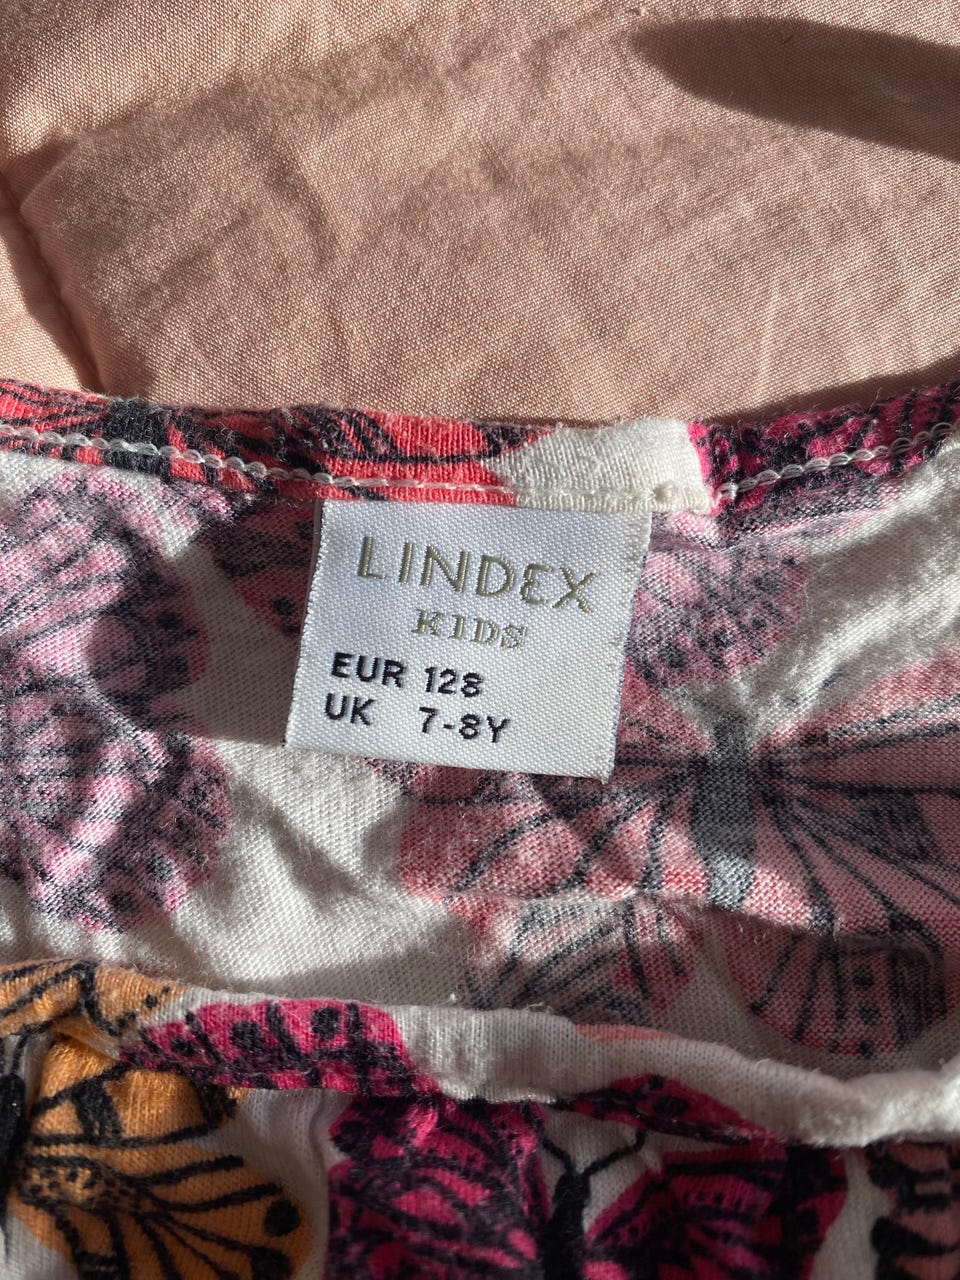 LINDEX
KIDS
EUR 128
UK 7-8Y